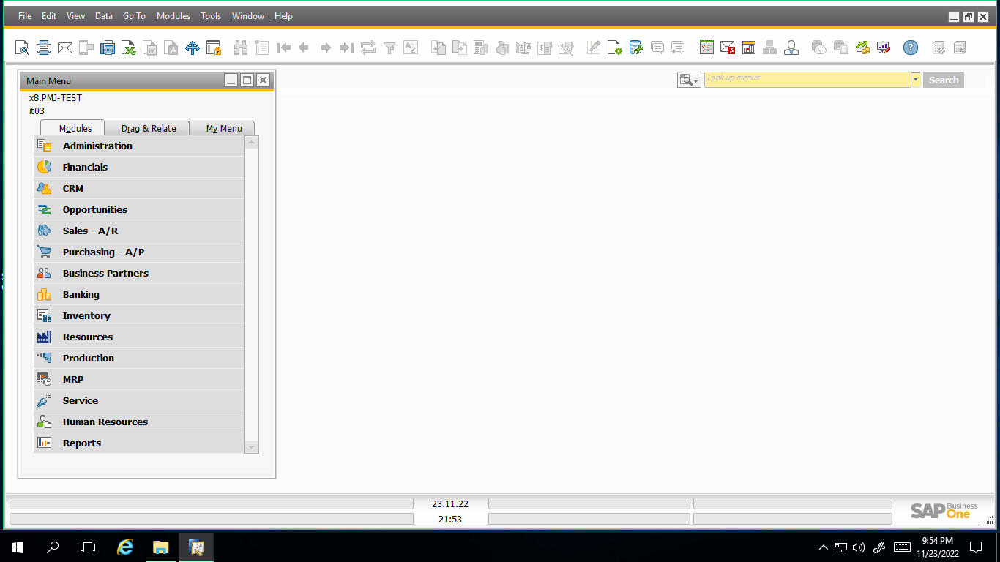 File Edit View Data Go To Modules Tools Window Help
Main Menu
Look up menus
Search
x8.PMJ-TEST
it03
Modules Drag & Relate My Menu
Administration
Financials
CRM
Opportunities
Sales - A/R
Purchasing - A/P
Business Partners
Banking
Inventory
Resources
Production
MRP
Service
Human Resources
Reports
23.11.22
21:53
SAP Business One
9:54 PM
11/23/2022